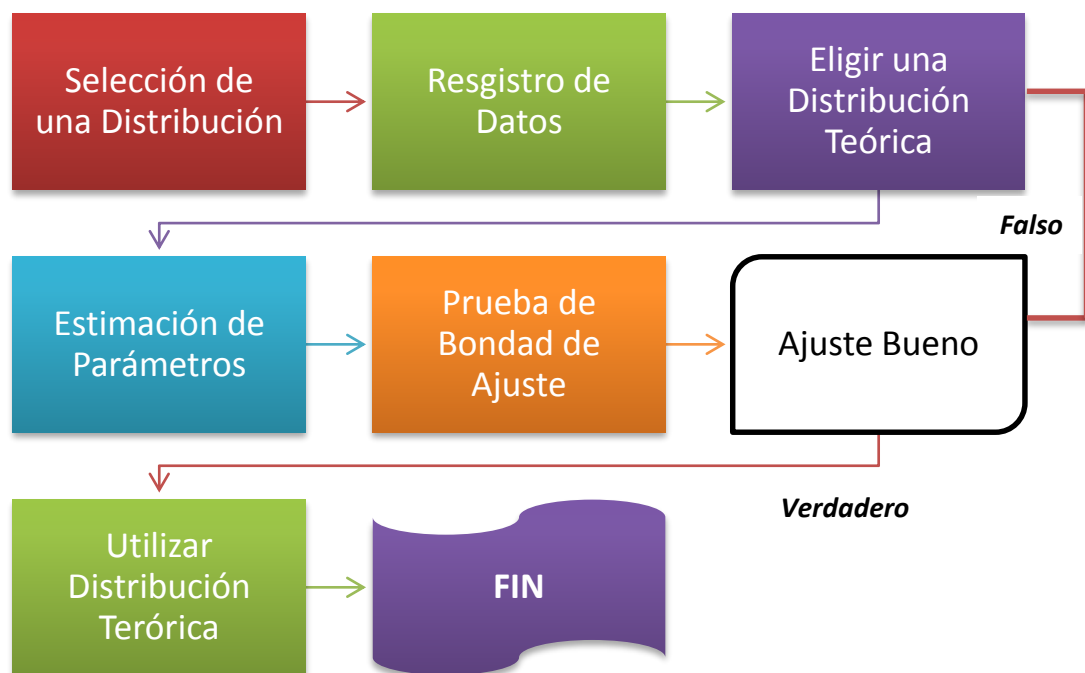 Selección de
una Distribución
Resgistro de
Datos
Eligir una
Distribución
Teórica
Falso
Estimación de
Parámetros
Prueba de
Bondad de
Ajuste
Ajuste Bueno
Verdadero
Utilizar
Distribución
Terórica
FIN